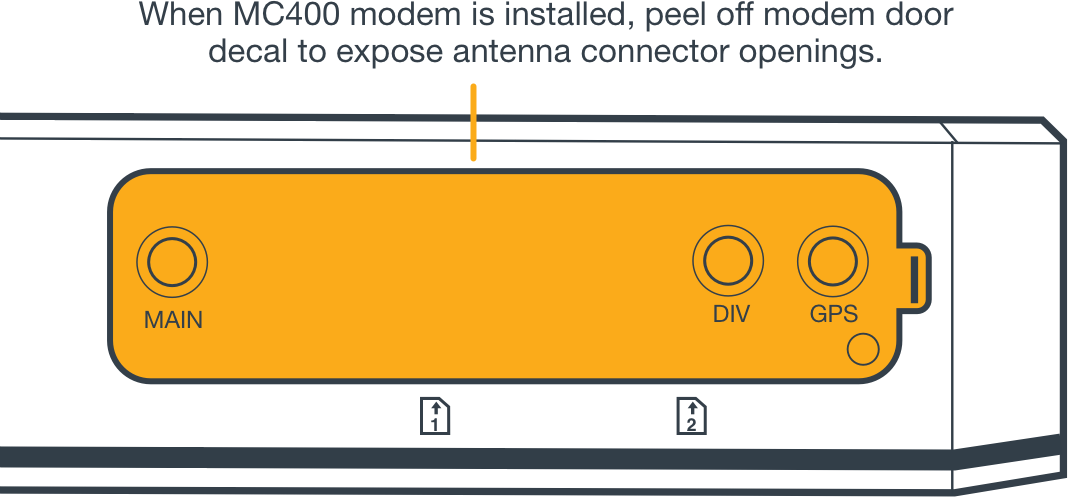 When MC400 modem is installed, peel off modem door
decal to expose antenna connector openings.
MAIN
DIV
GPS
1
2